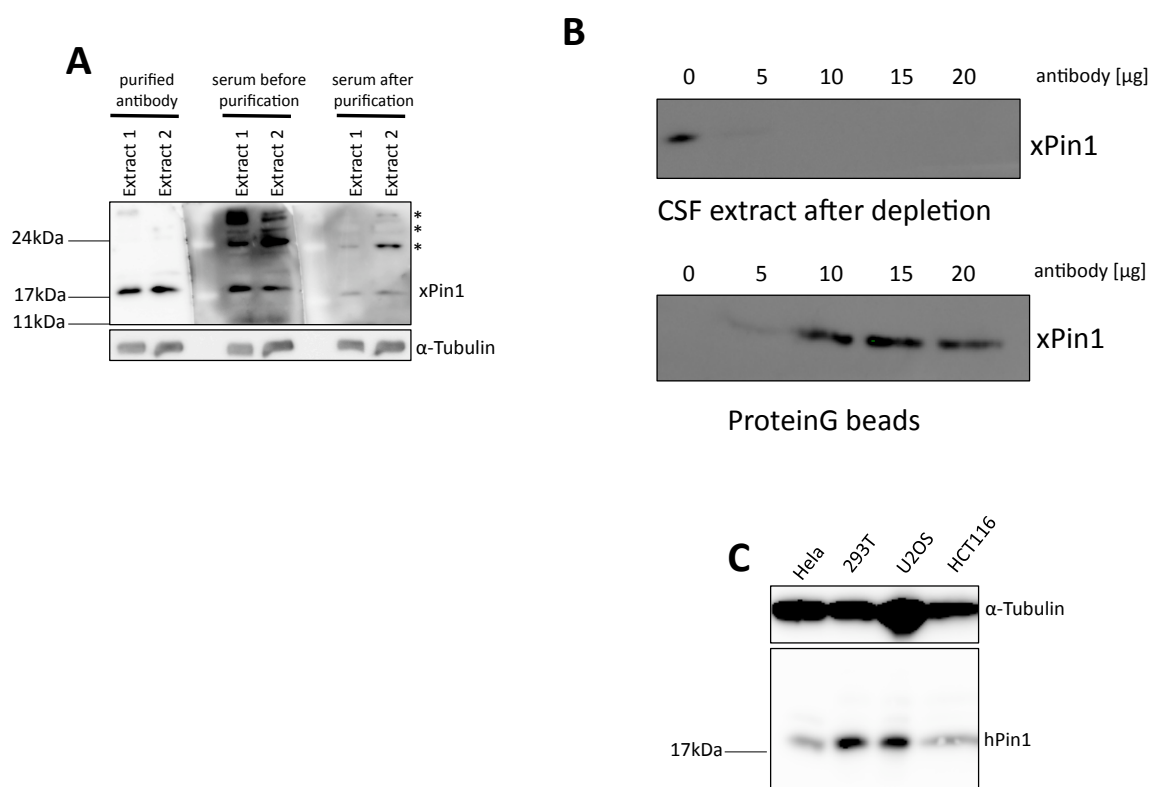 A
purified antibody
serum before purification
serum after purification
Extract 1
Extract 2
Extract 1
Extract 2
Extract 1
Extract 2
24kDa
*
*
*
17kDa
xPin1
11kDa
α-Tubulin
B
0 5 10 15 20 antibody [µg]
xPin1
CSF extract after depletion
0 5 10 15 20 antibody [µg]
xPin1
ProteinG beads
C
Hela
293T
U2OS
HCT116
α-Tubulin
hPin1
17kDa